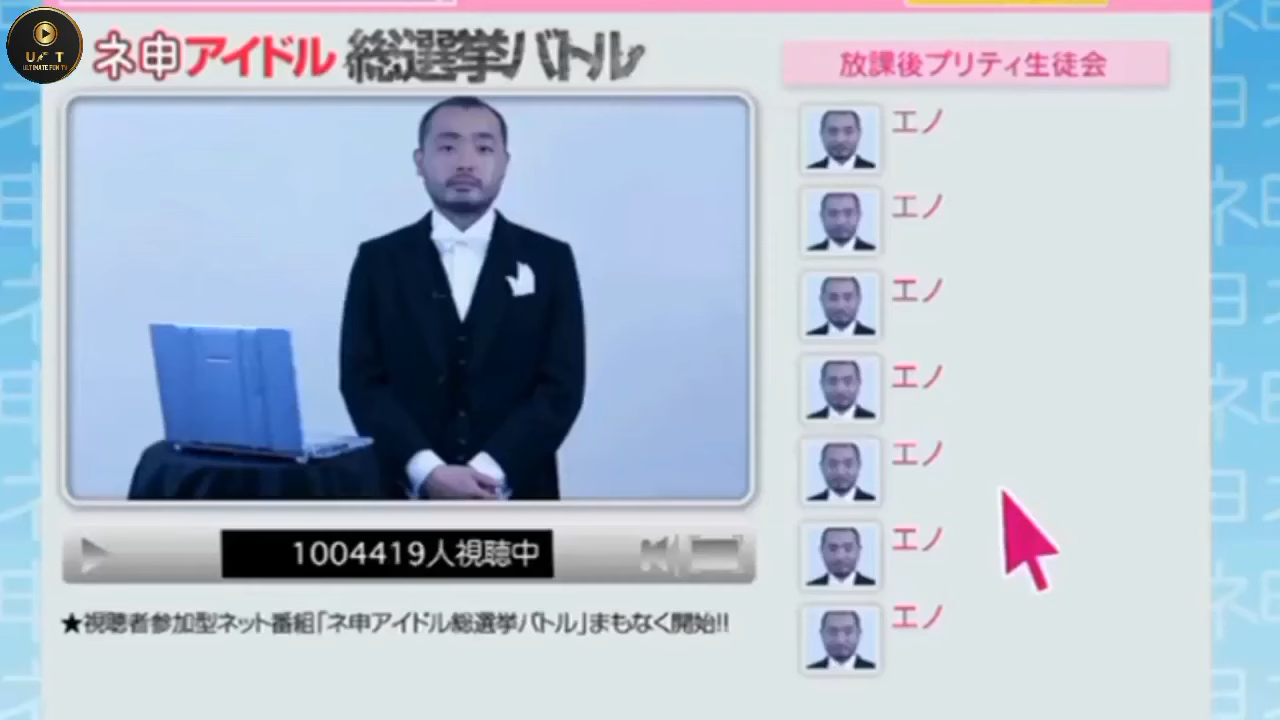 U F T
ULTIMATE FUN TV
ネ申アイドル 総選挙バトル
放課後プリティ生徒会
エノ
エノ
エノ
エノ
エノ
エノ
エノ
1004419人視聴中
★視聴者参加型ネット番組「ネ申アイドル総選挙バトル」まもなく開始!!